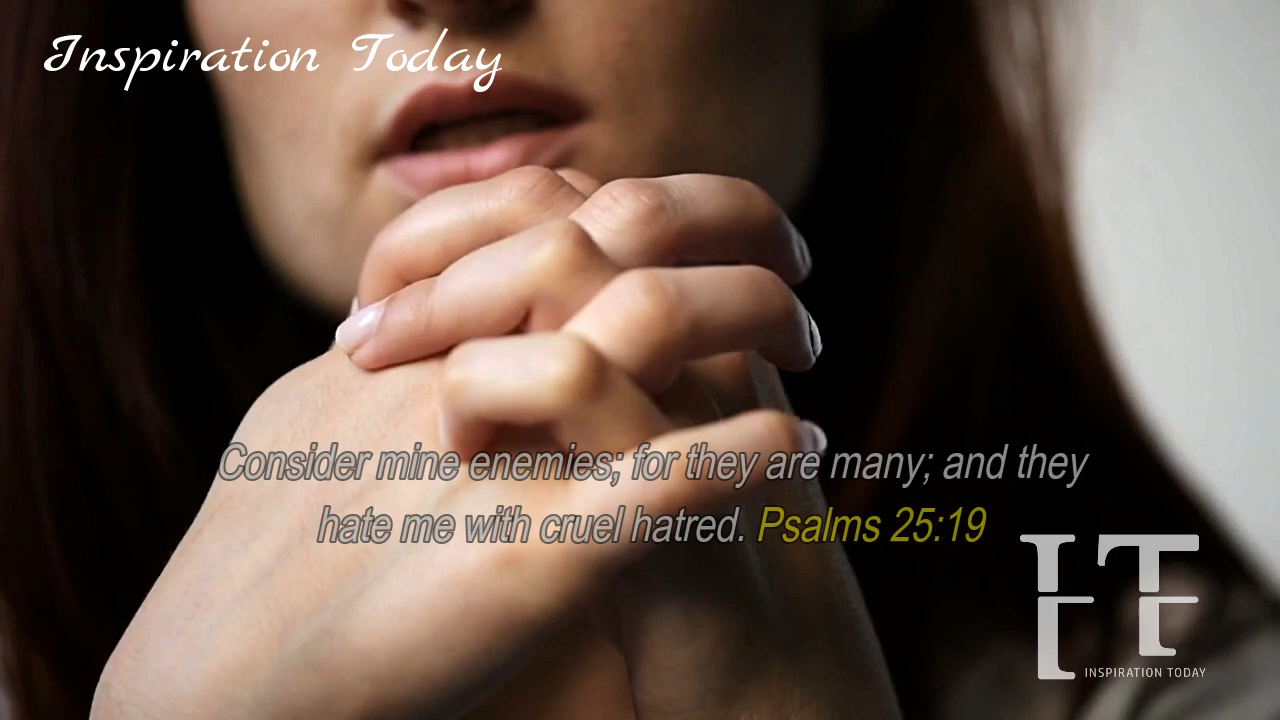 Inspiration Today
Consider mine enemies; for they are many; and they
hate me with cruel hatred. Psalms 25:19
IT
INSPIRATION TODAY